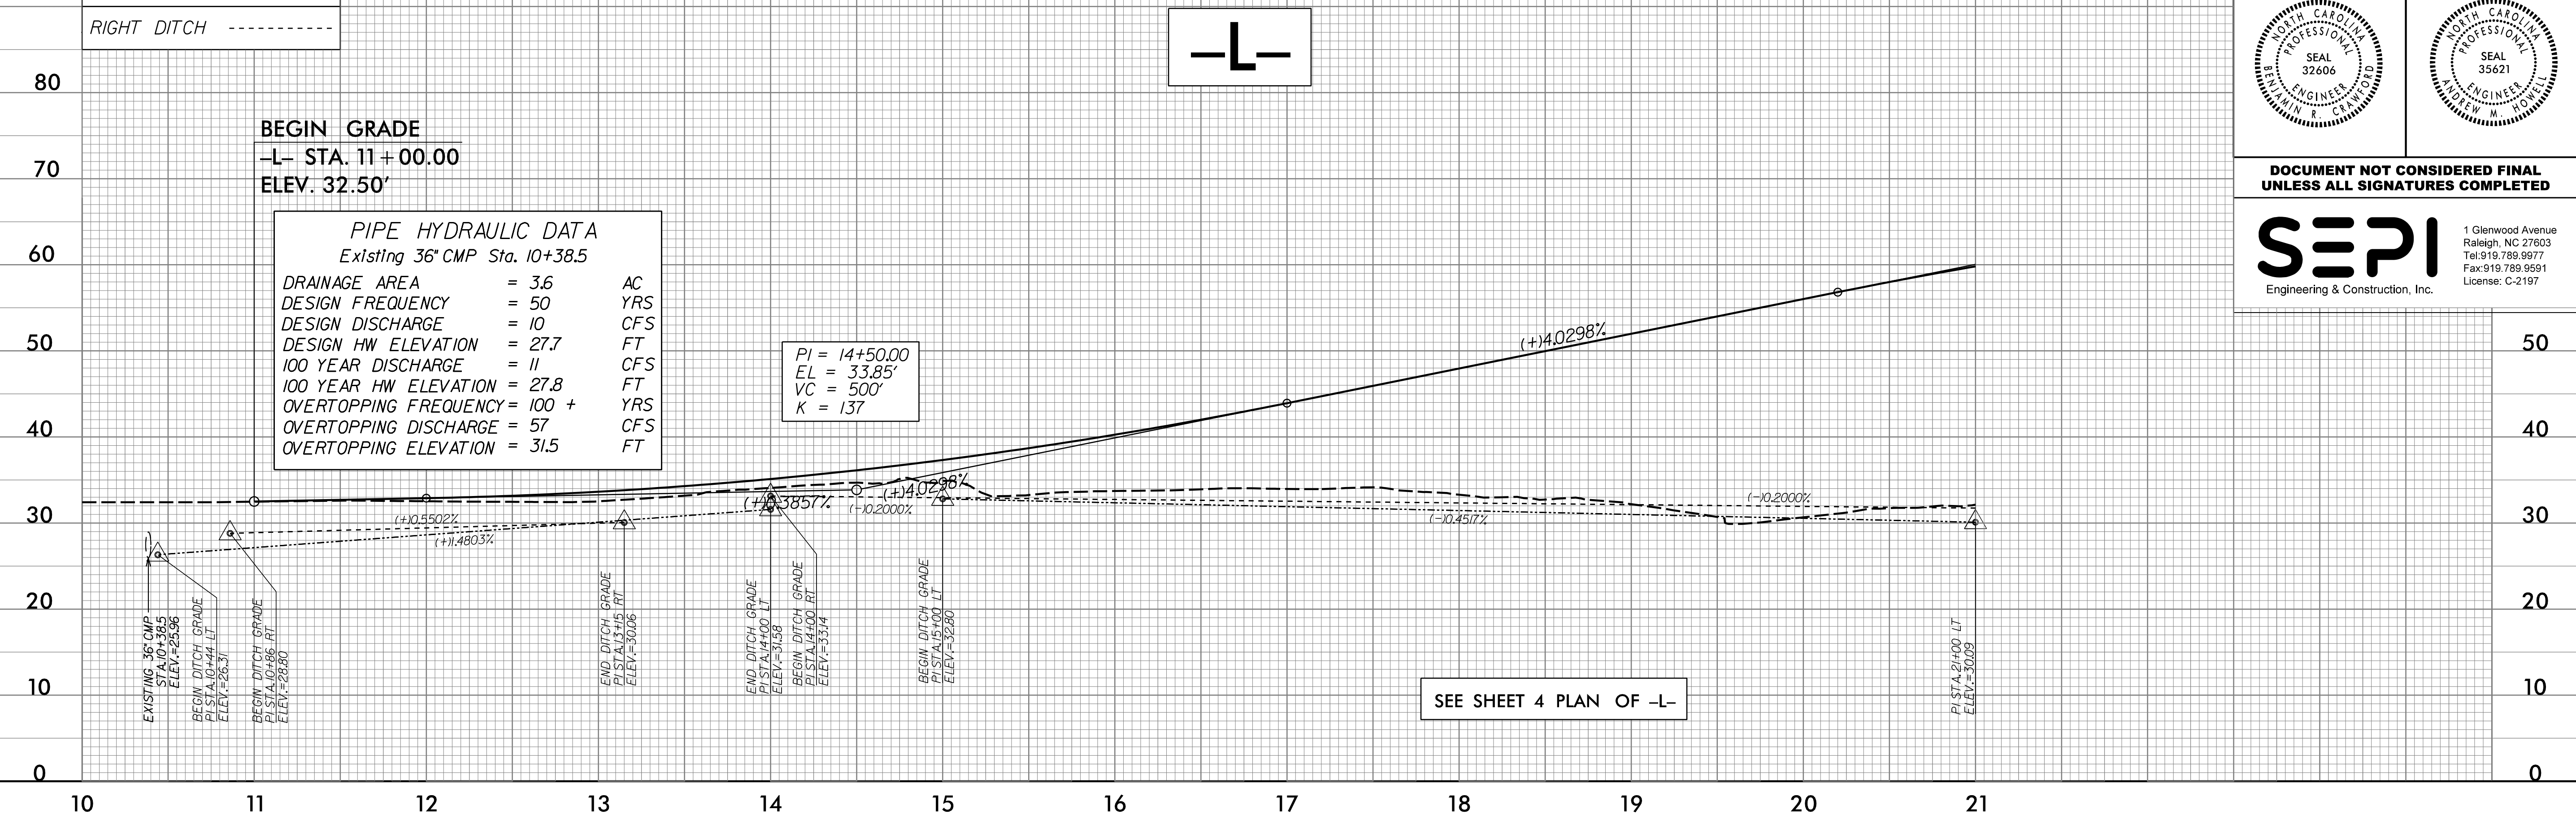 RIGHT DITCH
–L–
80
70
60
50
40
30
20
10
0
BEGIN GRADE
–L– STA. 11+00.00
ELEV. 32.50'
PIPE HYDRAULIC DATA
Existing 36" CMP Sta. 10+38.5
DRAINAGE AREA = 3.6 AC
DESIGN FREQUENCY = 50 YRS
DESIGN DISCHARGE = 10 CFS
DESIGN HW ELEVATION = 27.7 FT
100 YEAR DISCHARGE = 11 CFS
100 YEAR HW ELEVATION = 27.8 FT
OVERTOPPING FREQUENCY = 100 + YRS
OVERTOPPING DISCHARGE = 57 CFS
OVERTOPPING ELEVATION = 31.5 FT
PI = 14+50.00
EL = 33.85'
VC = 500'
K = 137
(+)4.0298%
(+)0.3857%
(+)4.0298%
(-)0.2000%
(+)0.5502%
(+)1.4803%
(-)0.4517%
(-)0.2000%
EXISTING 36" CMP
STA.10+38.5
ELEV.=25.96
BEGIN DITCH GRADE
PI STA.10+44 LT
ELEV.=26.31
BEGIN DITCH GRADE
PI STA.10+86 RT
ELEV.=28.80
END DITCH GRADE
PI STA.13+15 RT
ELEV.=30.06
END DITCH GRADE
PI STA.14+00 LT
ELEV.=31.58
BEGIN DITCH GRADE
PI STA.14+00 RT
ELEV.=33.14
BEGIN DITCH GRADE
PI STA.15+00 LT
ELEV.=32.80
PI STA.21+00 LT
ELEV.=30.09
SEE SHEET 4 PLAN OF –L–
10 11 12 13 14 15 16 17 18 19 20 21
NORTH CAROLINA
PROFESSIONAL
SEAL
32606
ENGINEER
BENJAMIN R. CRAWFORD
NORTH CAROLINA
PROFESSIONAL
SEAL
35621
ENGINEER
ANDREW M. HOWELL
DOCUMENT NOT CONSIDERED FINAL
UNLESS ALL SIGNATURES COMPLETED
SEPI
Engineering & Construction, Inc.
1 Glenwood Avenue
Raleigh, NC 27603
Tel:919.789.9977
Fax:919.789.9591
License: C-2197
50
40
30
20
10
0